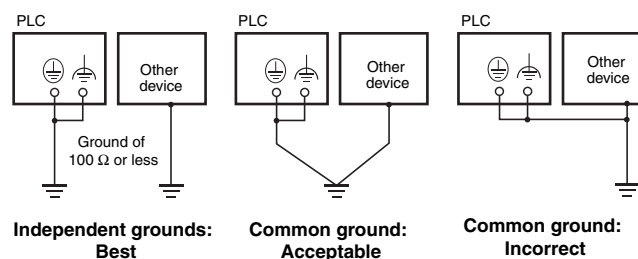 PLC
Other
device
Ground of
100 Ω or less
Independent grounds:
Best
PLC
Other
device
Common ground:
Acceptable
PLC
Other
device
Common ground:
Incorrect